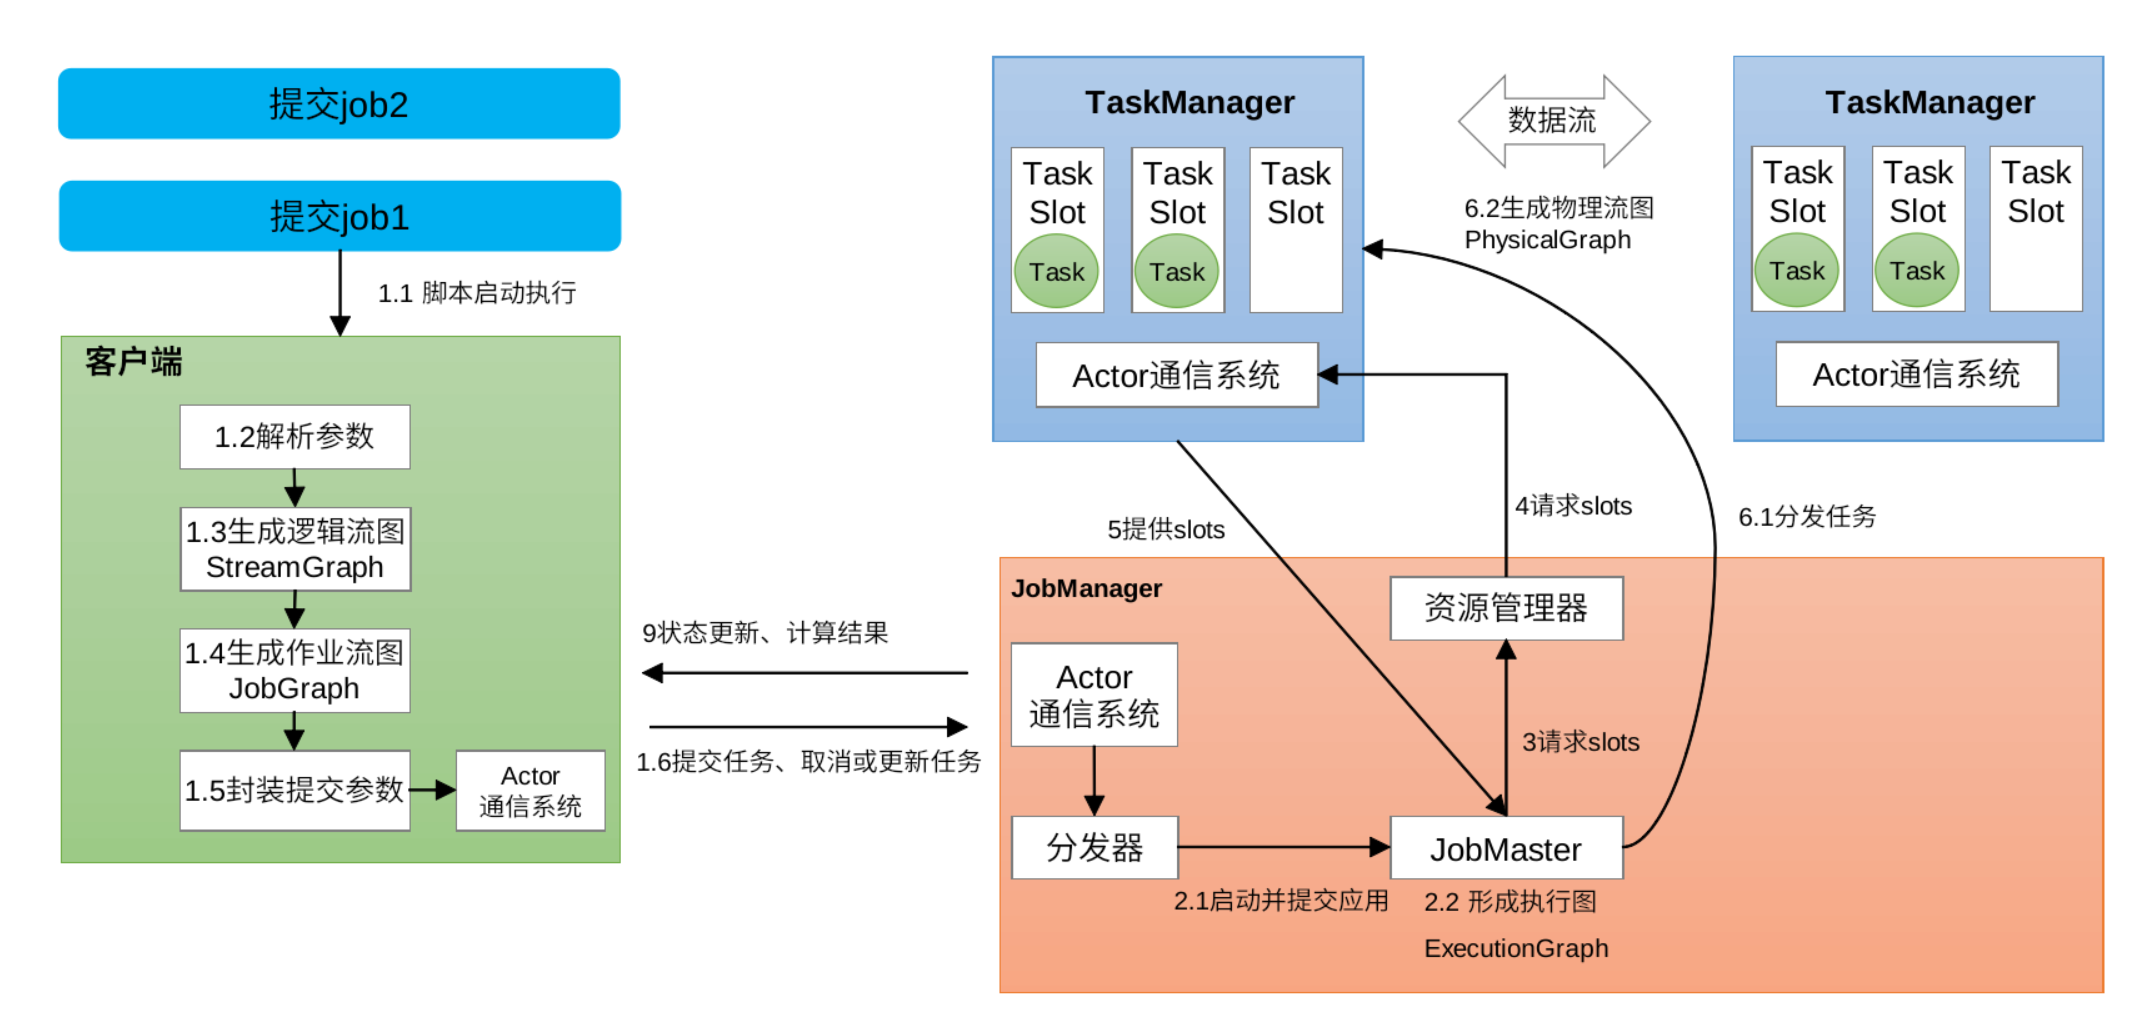 提交job2
提交job1
1.1 脚本启动执行
客户端
1.2解析参数
1.3生成逻辑流图
StreamGraph
1.4生成作业流图
JobGraph
1.5封装提交参数
Actor
通信系统
9状态更新、计算结果
1.6提交任务、取消或更新任务
TaskManager
Task
Slot
Task
Task
Slot
Task
Task
Slot
Actor通信系统
数据流
6.2生成物理流图
PhysicalGraph
TaskManager
Task
Slot
Task
Task
Slot
Task
Task
Slot
Actor通信系统
5提供slots
4请求slots
6.1分发任务
JobManager
资源管理器
Actor
通信系统
3请求slots
分发器
JobMaster
2.1启动并提交应用
2.2 形成执行图
ExecutionGraph